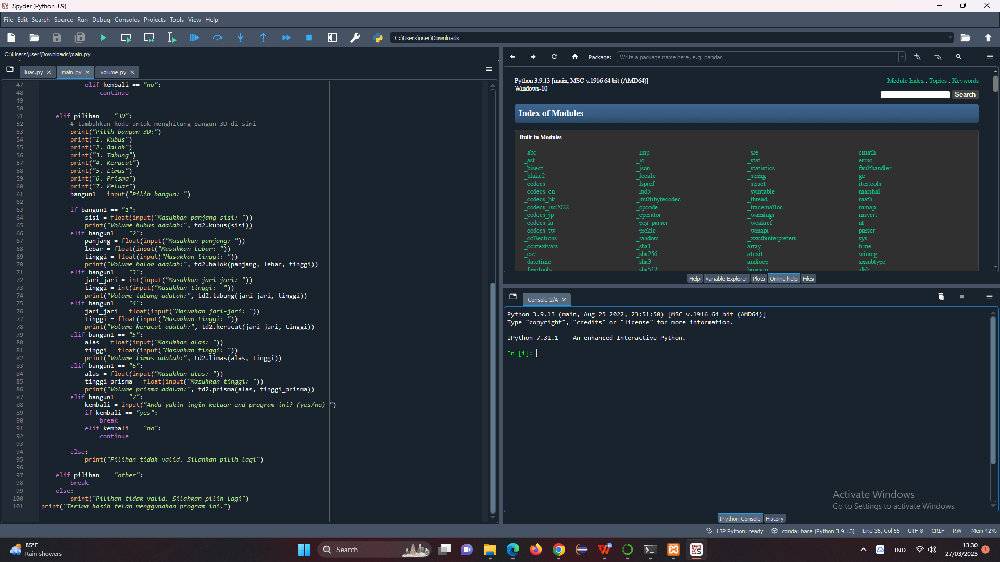 Spyder (Python 3.9)
File Edit Search Source Run Debug Consoles Projects Tools View Help
C:\Users\user\Downloads
C:\Users\user\Downloads\main.py
luas.py main.py volume.py
47 elif kembali == "no":
48 continue
49
50
51 elif pilihan == "3D":
52 # tambahkan kode untuk menghitung bangun 3D di sini
53 print("Pilih bangun 3D:")
54 print("1. Kubus")
55 print("2. Balok")
56 print("3. Tabung")
57 print("4. Kerucut")
58 print("5. Limas")
59 print("6. Prisma")
60 print("7. Keluar")
61 bangun1 = input("Pilih bangun: ")
62
63 if bangun1 == "1":
64 sisi = float(input("Masukkan panjang sisi: "))
65 print("Volume kubus adalah:", td2.kubus(sisi))
66 elif bangun1 == "2":
67 panjang = float(input("Masukkan panjang: "))
68 lebar = float(input("Masukkan lebar: "))
69 tinggi = float(input("Masukkan tinggi: "))
70 print("Volume balok adalah:", td2.balok(panjang, lebar, tinggi))
71 elif bangun1 == "3":
72 jari_jari = int(input("Masukkan jari-jari: "))
73 tinggi = int(input("Masukkan tinggi:  "))
74 print("Volume tabung adalah:", td2.tabung(jari_jari, tinggi))
75 elif bangun1 == "4":
76 jari_jari = float(input("Masukkan jari-jari: "))
77 tinggi = float(input("Masukkan tinggi: "))
78 print("Volume kerucut adalah:", td2.kerucut(jari_jari, tinggi))
79 elif bangun1 == "5":
80 alas = float(input("Masukkan alas: "))
81 tinggi = float(input("Masukkan tinggi: "))
82 print("Volume limas adalah:", td2.limas(alas, tinggi))
83 elif bangun1 == "6":
84 alas = float(input("Masukkan alas: "))
85 tinggi_prisma = float(input("Masukkan tinggi: "))
86 print("Volume prisma adalah:", td2.prisma(alas, tinggi_prisma))
87 elif bangun1 == "7":
88 kembali = input("Anda yakin ingin keluar end program ini? (yes/no) ")
89 if kembali == "yes":
90 break
91 elif kembali == "no":
92 continue
93
94 else:
95 print("Pilihan tidak valid. Silahkan pilih lagi")
96
97 elif pilihan == "other":
98 break
99 else:
100 print("Pilihan tidak valid. Silahkan pilih lagi")
101 print("Terima kasih telah menggunakan program ini.")
Package: Write a package name here, e.g. pandas
Python 3.9.13 [main, MSC v.1916 64 bit (AMD64)]
Windows-10
Module Index : Topics : Keywords
Search
Index of Modules
Built-in Modules
_abc _imp _sre cmath
_ast _io _stat errno
_bisect _json _statistics faulthandler
_blake2 _locale _string gc
_codecs _lsprof _struct itertools
_codecs_cn _md5 _symtable marshal
_codecs_hk _multibytecodec _thread math
_codecs_iso2022 _opcode _tracemalloc mmap
_codecs_jp _operator _warnings msvcrt
_codecs_kr _peg_parser _weakref nt
_codecs_tw _pickle _winapi parser
_collections _random _xxsubinterpreters sys
_contextvars _sha1 array time
_csv _sha256 atexit winreg
_datetime _sha3 audioop xxsubtype
_functools _sha512 binascii zlib
Help Variable Explorer Plots Online help Files
Console 2/A
Python 3.9.13 (main, Aug 25 2022, 23:51:50) [MSC v.1916 64 bit (AMD64)]
Type "copyright", "credits" or "license" for more information.
IPython 7.31.1 -- An enhanced Interactive Python.
In [1]:
Activate Windows
Go to Settings to activate Windows.
IPython Console History
LSP Python: ready conda: base (Python 3.9.13) Line 36, Col 55 UTF-8 CRLF RW Mem 42%
85°F
Rain showers
Search
IND
13:30
27/03/2023
1